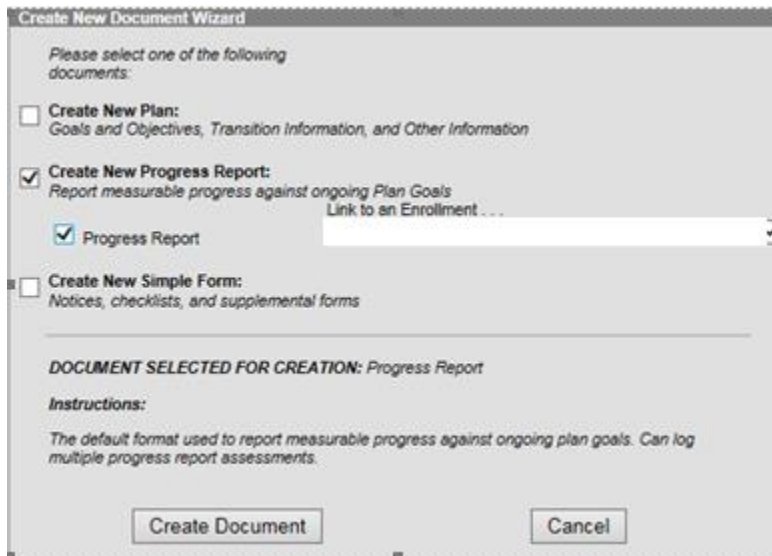 Create New Document Wizard
Please select one of the following
documents:
Create New Plan:
Goals and Objectives, Transition Information, and Other Information
Create New Progress Report:
Report measurable progress against ongoing Plan Goals
Link to an Enrollment . . .
Progress Report
Create New Simple Form:
Notices, checklists, and supplemental forms
DOCUMENT SELECTED FOR CREATION: Progress Report
Instructions:
The default format used to report measurable progress against ongoing plan goals. Can log
multiple progress report assessments.
Create Document
Cancel